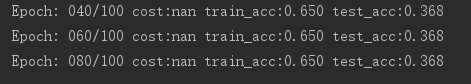 Epoch: 040/100 cost:nan train_acc:0.650 test_acc:0.368
Epoch: 060/100 cost:nan train_acc:0.650 test_acc:0.368
Epoch: 080/100 cost:nan train_acc:0.650 test_acc:0.368